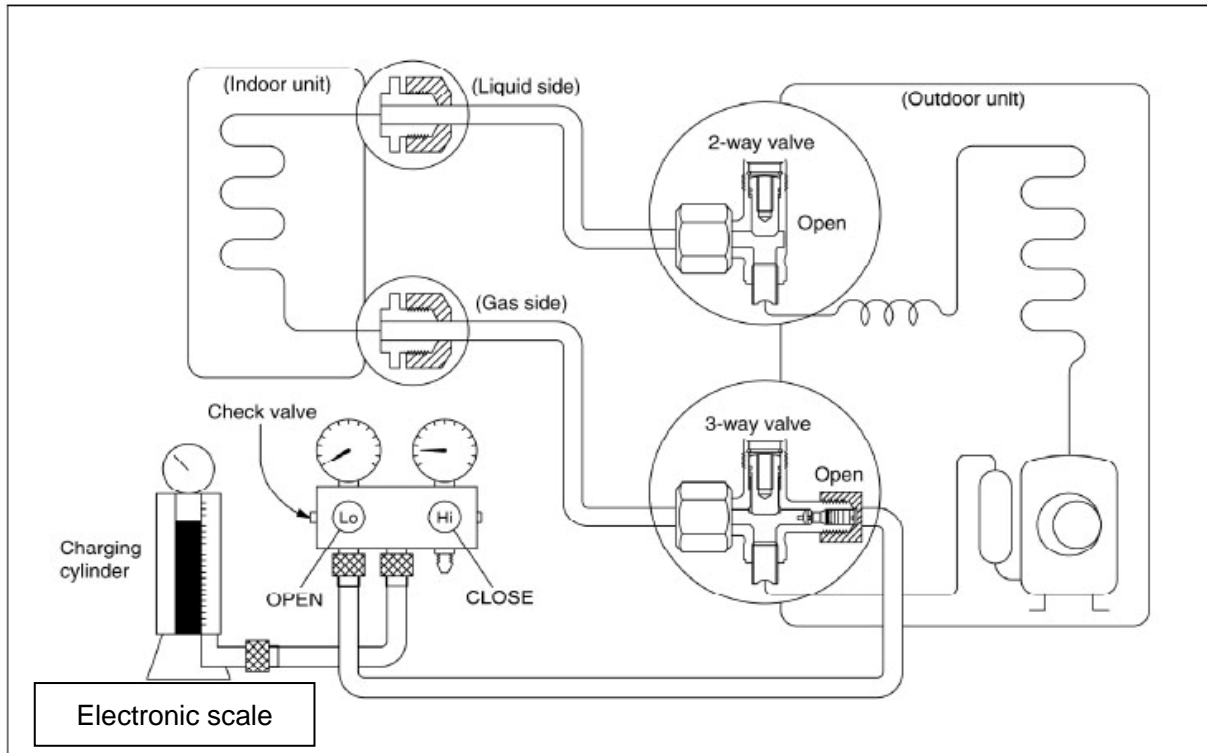 (Indoor unit)
(Liquid side)
(Outdoor unit)
2-way valve
Open
(Gas side)
Check valve
3-way valve
Open
Lo
Hi
Charging
cylinder
OPEN
CLOSE
Electronic scale